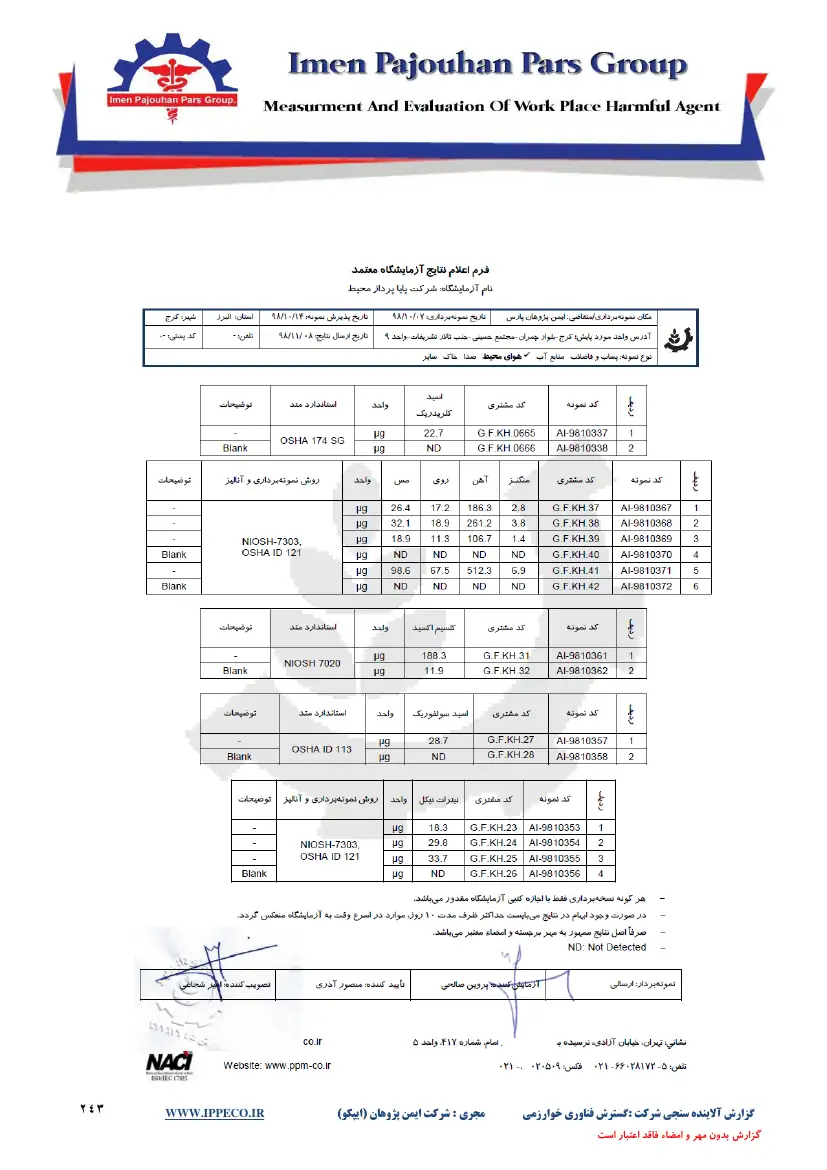 Imen Pajouhan Pars Group
Imen Pajouhan Pars Group.
Measurment And Evaluation Of Work Place Harmful Agent
فرم اعلام نتایج آزمایشگاه معتمد
نام آزمایشگاه: شرکت پایا پرداز محیط
مکان نمونه‌برداری/متقاضی: ایمن پژوهان پارس تاریخ نمونه‌برداری: ۹۸/۱۰/۰۲ تاریخ پذیرش نمونه: ۹۸/۱۰/۱۴ استان: البرز شهر: کرج
آدرس واحد مورد پایش: کرج-بلوار چمران-مجتمع حسینی-جنب تالار تشریفات-واحد ۹ تاریخ ارسال نتایج: ۹۸/۱۱/۰۸ تلفن: - کد پستی: --
نوع نمونه: پساب و فاضلاب منابع آب ✓ هوای محیط صدا خاک سایر
ردیف کد نمونه کد مشتری اسید کلریدریک واحد استاندارد متد توضیحات
1 AI-9810337 G.F.KH.0665 22.7 µg OSHA 174 SG -
2 AI-9810338 G.F.KH.0666 ND µg Blank
ردیف کد نمونه کد مشتری منگنز آهن روی مس واحد روش نمونه‌برداری و آنالیز توضیحات
1 AI-9810367 G.F.KH.37 2.8 186.3 17.2 26.4 µg NIOSH-7303, OSHA ID 121 -
2 AI-9810368 G.F.KH.38 3.8 261.2 18.9 32.1 µg -
3 AI-9810369 G.F.KH.39 1.4 106.7 11.3 18.9 µg -
4 AI-9810370 G.F.KH.40 ND ND ND ND µg Blank
5 AI-9810371 G.F.KH.41 6.9 512.3 67.5 98.6 µg -
6 AI-9810372 G.F.KH.42 ND ND ND ND µg Blank
ردیف کد نمونه کد مشتری کلسیم اکسید واحد استاندارد متد توضیحات
1 AI-9810361 G.F.KH.31 188.3 µg NIOSH 7020 -
2 AI-9810362 G.F.KH.32 11.9 µg Blank
ردیف کد نمونه کد مشتری اسید سولفوریک واحد استاندارد متد توضیحات
1 AI-9810357 G.F.KH.27 28.7 µg OSHA ID 113 -
2 AI-9810358 G.F.KH.28 ND µg Blank
ردیف کد نمونه کد مشتری نیترات نیکل واحد روش نمونه‌برداری و آنالیز توضیحات
1 AI-9810353 G.F.KH.23 18.3 µg NIOSH-7303, OSHA ID 121 -
2 AI-9810354 G.F.KH.24 29.8 µg -
3 AI-9810355 G.F.KH.25 33.7 µg -
4 AI-9810356 G.F.KH.26 ND µg Blank
- هر گونه نسخه‌برداری فقط با اجازه کتبی آزمایشگاه مقدور می‌باشد.
- در صورت وجود ابهام در نتایج می‌بایست حداکثر ظرف مدت ۱۰ روز، موارد در اسرع وقت به آزمایشگاه منعکس گردد.
- صرفاً اصل نتایج ممهور به مهر برجسته و امضاء معتبر می‌باشد.
- ND: Not Detected
نمونه‌بردار: ارسالی آزمایش‌کننده: پروین صالحی تأیید کننده: منصور آذری تصویب کننده: امیر شجاعی
نشانی: تهران، خیابان آزادی، نرسیده ب امام، شماره ۴۱۷، واحد ۵ co.ir
تلفن: ۵-۶۶۰۲۸۱۷۲-۰۲۱ فکس: ۰۲۰۵۰۹ -۰۲۱ Website: www.ppm-co.ir
NACI
ISO/IEC 17025
گزارش آلاینده سنجی شرکت :گسترش فناوری خوارزمی مجری : شرکت ایمن پژوهان (ایپکو) WWW.IPPECO.IR ۲۴۳
گزارش بدون مهر و امضاء فاقد اعتبار است